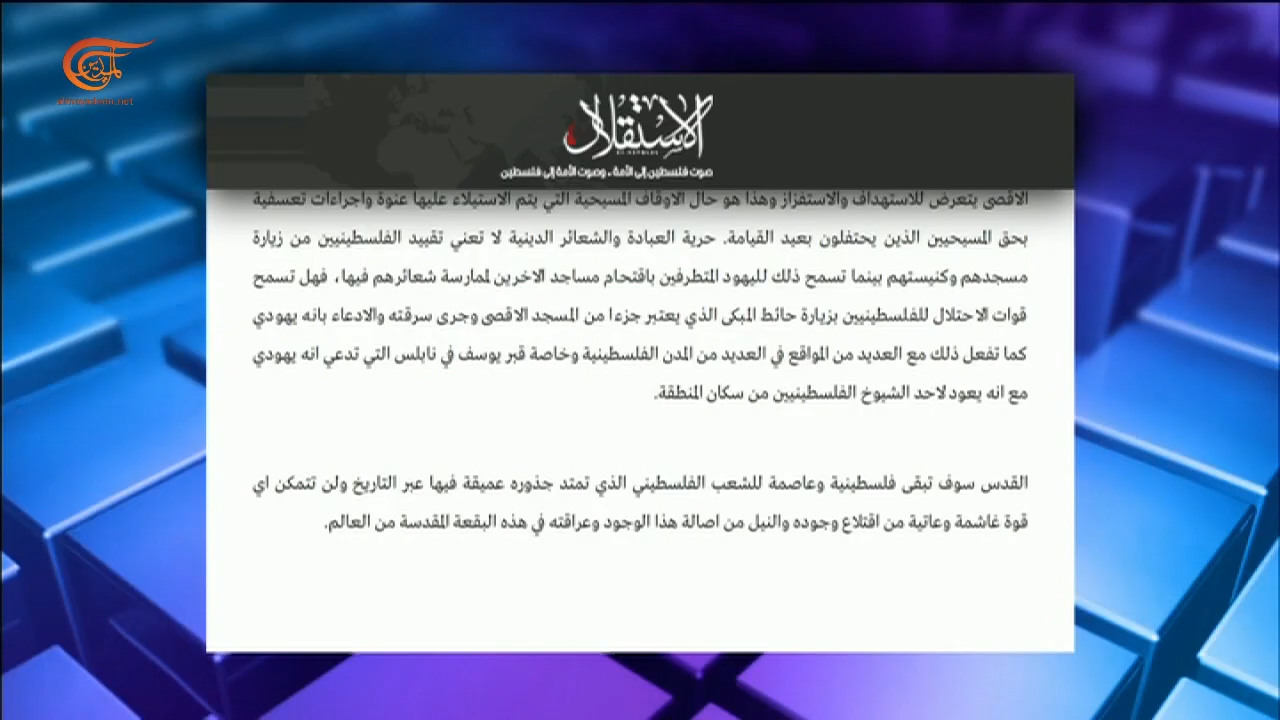 الميادين
almayadeen.net
الاستقلال
صوت فلسطين إلى الأمة .. وصوت الأمة إلى فلسطين
الاقصى يتعرض للاستهداف والاستفزاز وهذا هو حال الاوقاف المسيحية التي يتم الاستيلاء عليها عنوة واجراءات تعسفية
بحق المسيحيين الذين يحتفلون بعيد القيامة. حرية العبادة والشعائر الدينية لا تعني تقييد الفلسطينيين من زيارة
مسجدهم وكنيستهم بينما تسمح ذلك لليهود المتطرفين باقتحام مساجد الاخرين لممارسة شعائرهم فيها، فهل تسمح
قوات الاحتلال للفلسطينيين بزيارة حائط المبكى الذي يعتبر جزءا من المسجد الاقصى وجرى سرقته والادعاء بانه يهودي
كما تفعل ذلك مع العديد من المواقع في العديد من المدن الفلسطينية وخاصة قبر يوسف في نابلس التي تدعي انه يهودي
مع انه يعود لاحد الشيوخ الفلسطينيين من سكان المنطقة.
القدس سوف تبقى فلسطينية وعاصمة للشعب الفلسطيني الذي تمتد جذوره عميقة فيها عبر التاريخ ولن تتمكن اي
قوة غاشمة وعاتية من اقتلاع وجوده والنيل من اصالة هذا الوجود وعراقته في هذه البقعة المقدسة من العالم.